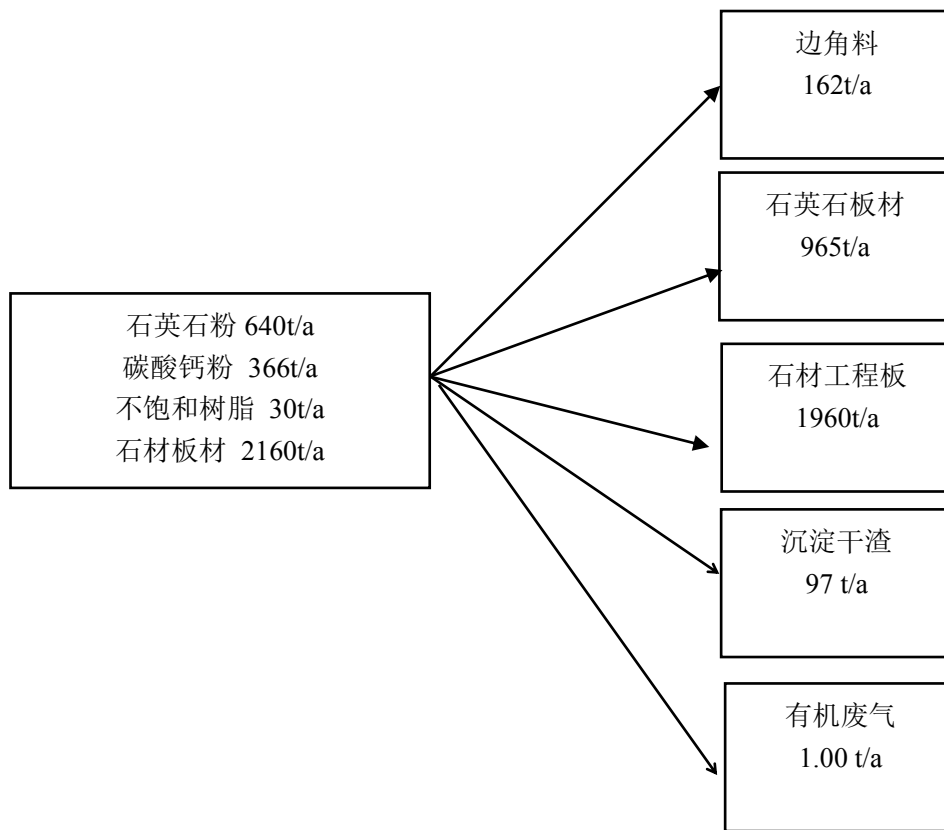 石英石粉 640t/a
碳酸钙粉 366t/a
不饱和树脂 30t/a
石材板材 2160t/a
边角料
162t/a
石英石板材
965t/a
石材工程板
1960t/a
沉淀干渣
97 t/a
有机废气
1.00 t/a